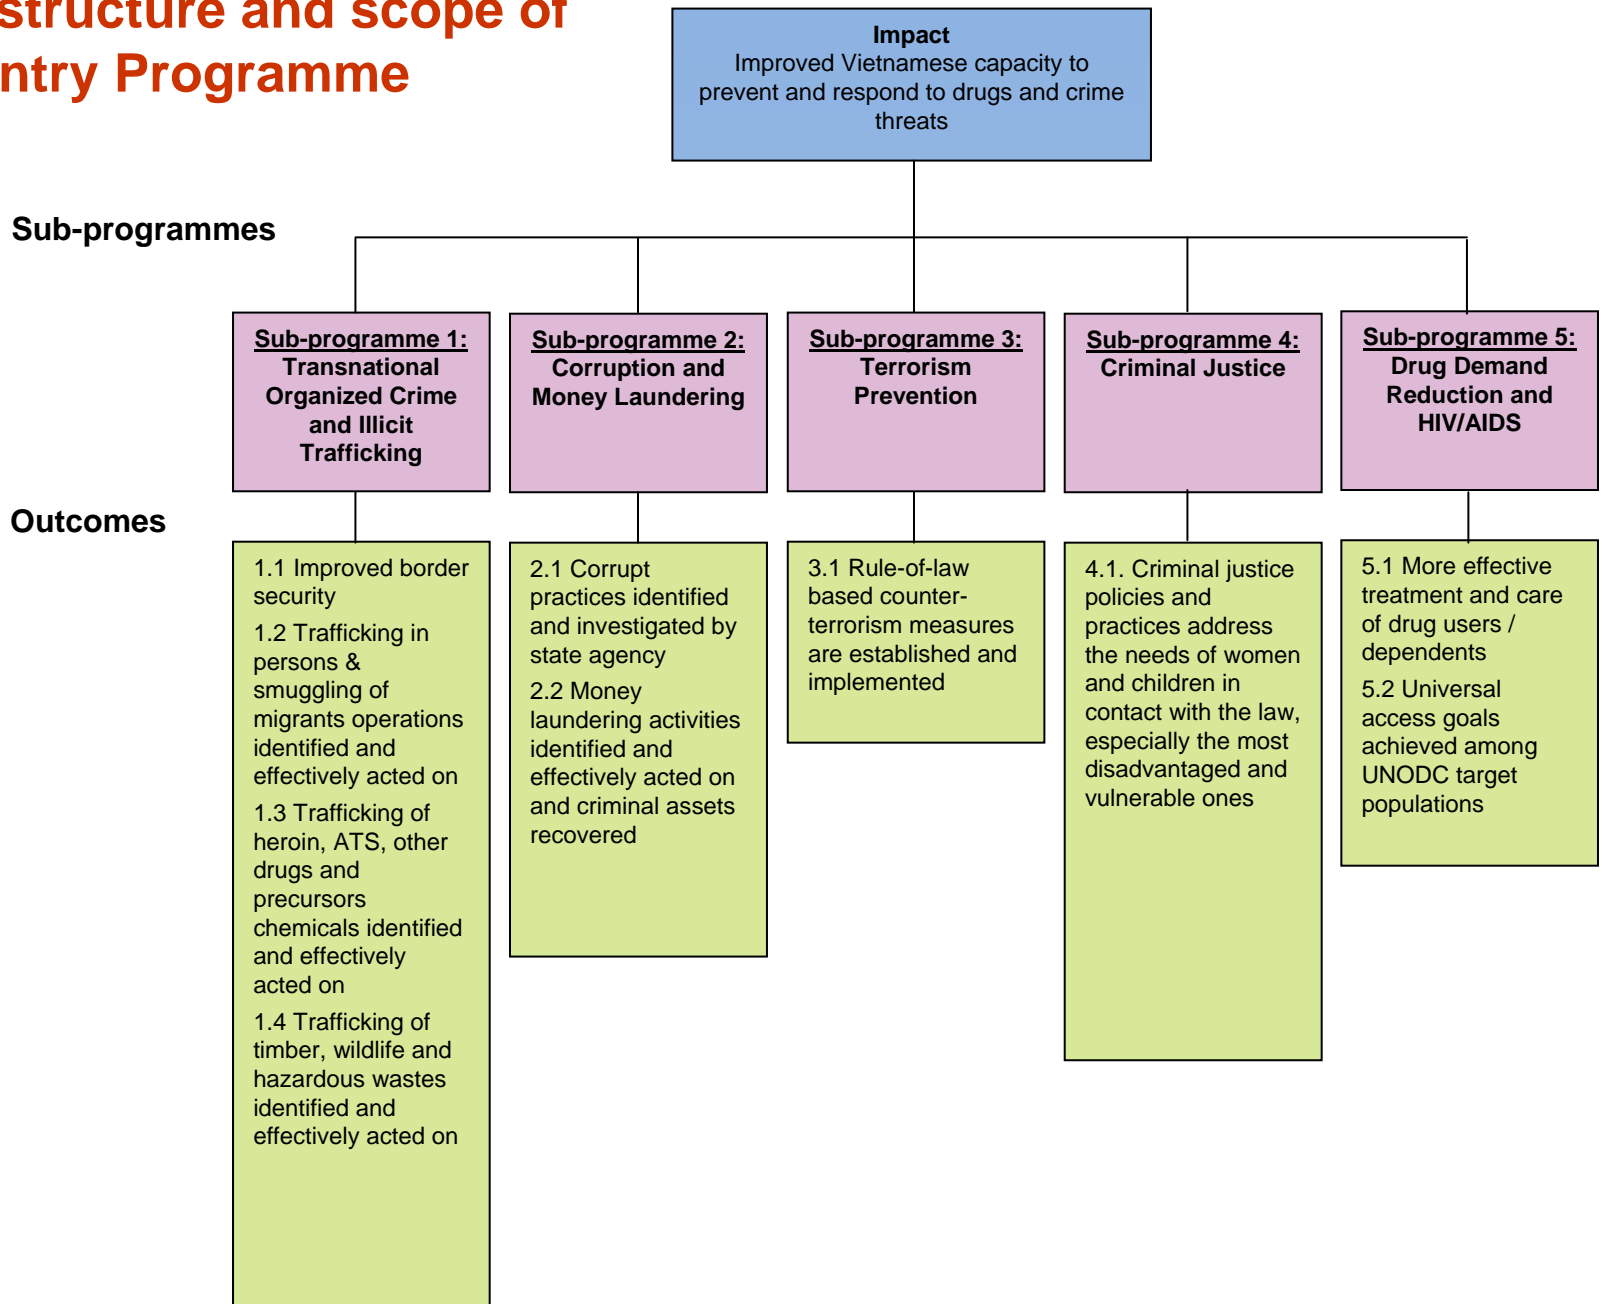 structure and scope of
ntry Programme
Impact
Improved Vietnamese capacity to
prevent and respond to drugs and crime
threats
Sub-programmes
Sub-programme 1:
Transnational
Organized Crime
and Illicit
Trafficking
Sub-programme 2:
Corruption and
Money Laundering
Sub-programme 3:
Terrorism
Prevention
Sub-programme 4:
Criminal Justice
Sub-programme 5:
Drug Demand
Reduction and
HIV/AIDS
Outcomes
1.1 Improved border
security
1.2 Trafficking in
persons &
smuggling of
migrants operations
identified and
effectively acted on
1.3 Trafficking of
heroin, ATS, other
drugs and
precursors
chemicals identified
and effectively
acted on
1.4 Trafficking of
timber, wildlife and
hazardous wastes
identified and
effectively acted on
2.1 Corrupt
practices identified
and investigated by
state agency
2.2 Money
laundering activities
identified and
effectively acted on
and criminal assets
recovered
3.1 Rule-of-law
based counter-
terrorism measures
are established and
implemented
4.1. Criminal justice
policies and
practices address
the needs of women
and children in
contact with the law,
especially the most
disadvantaged and
vulnerable ones
5.1 More effective
treatment and care
of drug users /
dependents
5.2 Universal
access goals
achieved among
UNODC target
populations